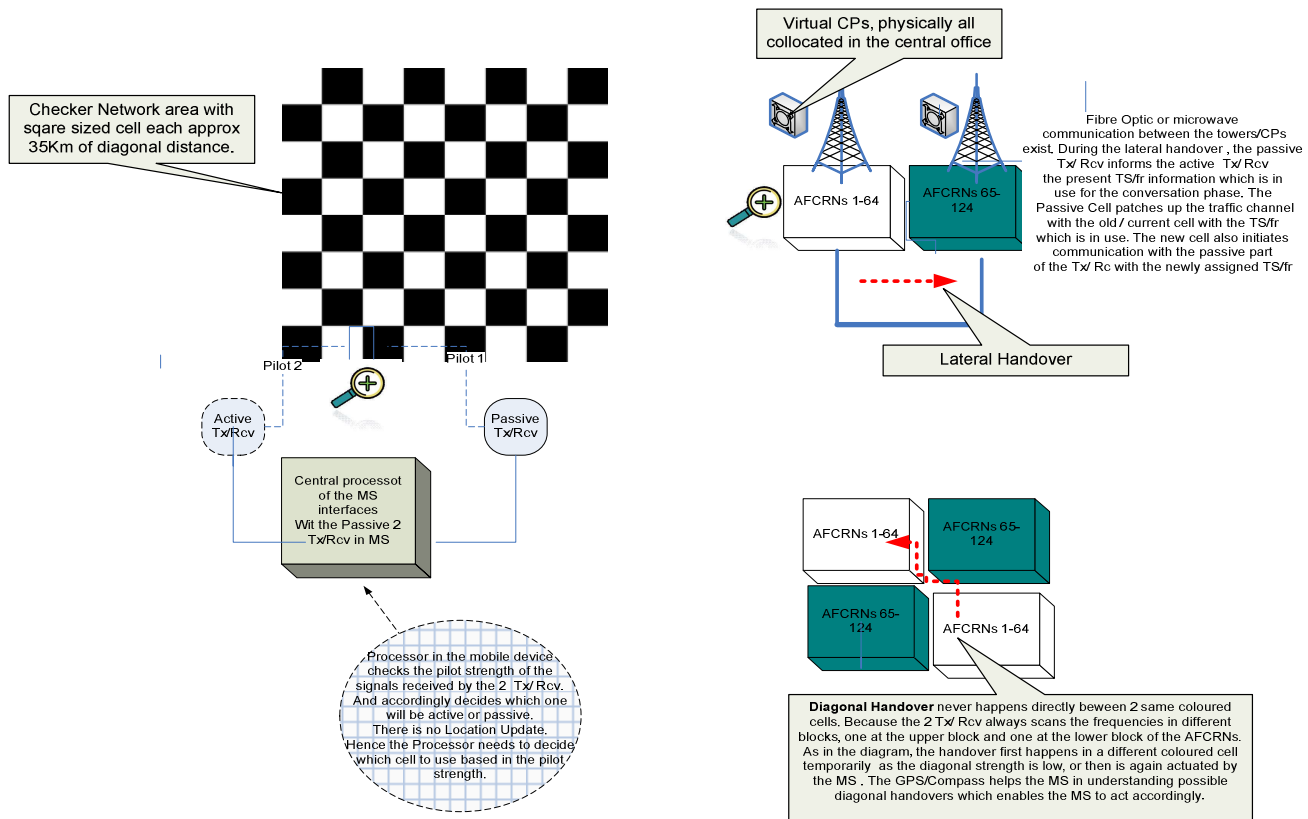 Virtual CPs, physically all
collocated in the central office
Checker Network area with
sqare sized cell each approx
35Km of diagonal distance.
Fibre Optic or microwave
communication between the towers/CPs
exist. During the lateral handover , the passive
Tx/ Rcv informs the active Tx/ Rcv
the present TS/fr information which is in
use for the conversation phase. The
Passive Cell patches up the traffic channel
with the old / current cell with the TS/fr
which is in use. The new cell also initiates
communication with the passive part
of the Tx/ Rc with the newly assigned TS/fr
AFCRNs 1-64
AFCRNs 65-
124
Lateral Handover
Pilot 2
Pilot 1
Active
Tx/Rcv
Passive
Tx/Rcv
Central processot
of the MS
interfaces
Wit the Passive 2
Tx/Rcv in MS
Processor in the mobile device
checks the pilot strength of the
signals received by the 2 Tx/ Rcv.
And accordingly decides which one
will be active or passive.
There is no Location Update.
Hence the Processor needs to decide
which cell to use based in the pilot
strength.
AFCRNs 1-64
AFCRNs 65-
124
AFCRNs 65-
124
AFCRNs 1-64
Diagonal Handover never happens directly beween 2 same coloured
cells. Because the 2 Tx/ Rcv always scans the frequencies in different
blocks, one at the upper block and one at the lower block of the AFCRNs.
As in the diagram, the handover first happens in a different coloured cell
temporarily as the diagonal strength is low, or then is again actuated by
the MS . The GPS/Compass helps the MS in understanding possible
diagonal handovers which enables the MS to act accordingly.